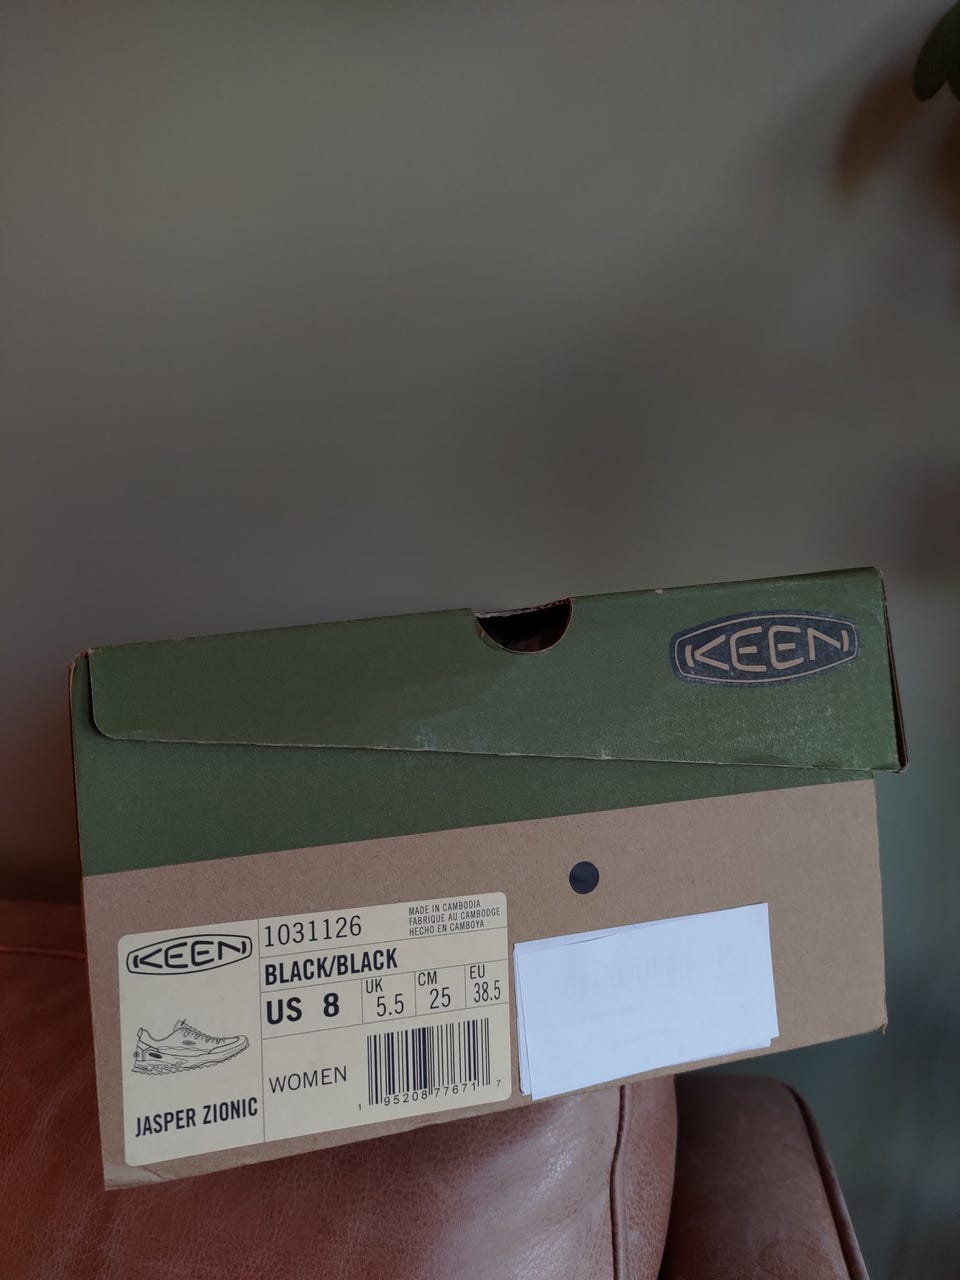 KEEN
KEEN
1031126
MADE IN CAMBODIA
FABRIQUE AU CAMBODGE
HECHO EN CAMBOYA
BLACK/BLACK
US 8
UK 5.5
CM 25
EU 38.5
JASPER ZIONIC
WOMEN
1 95208 77671 7